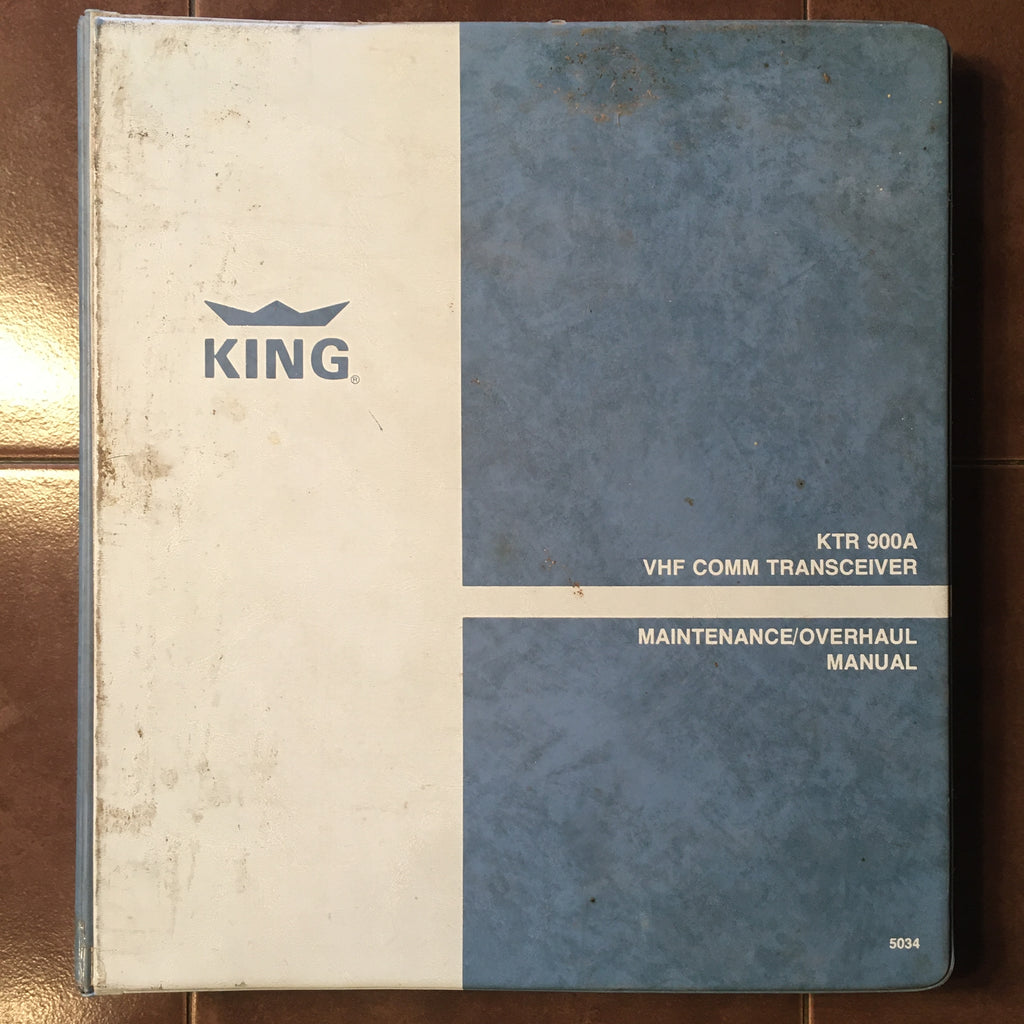 KING®
KTR 900A
VHF COMM TRANSCEIVER
MAINTENANCE/OVERHAUL
MANUAL
5034